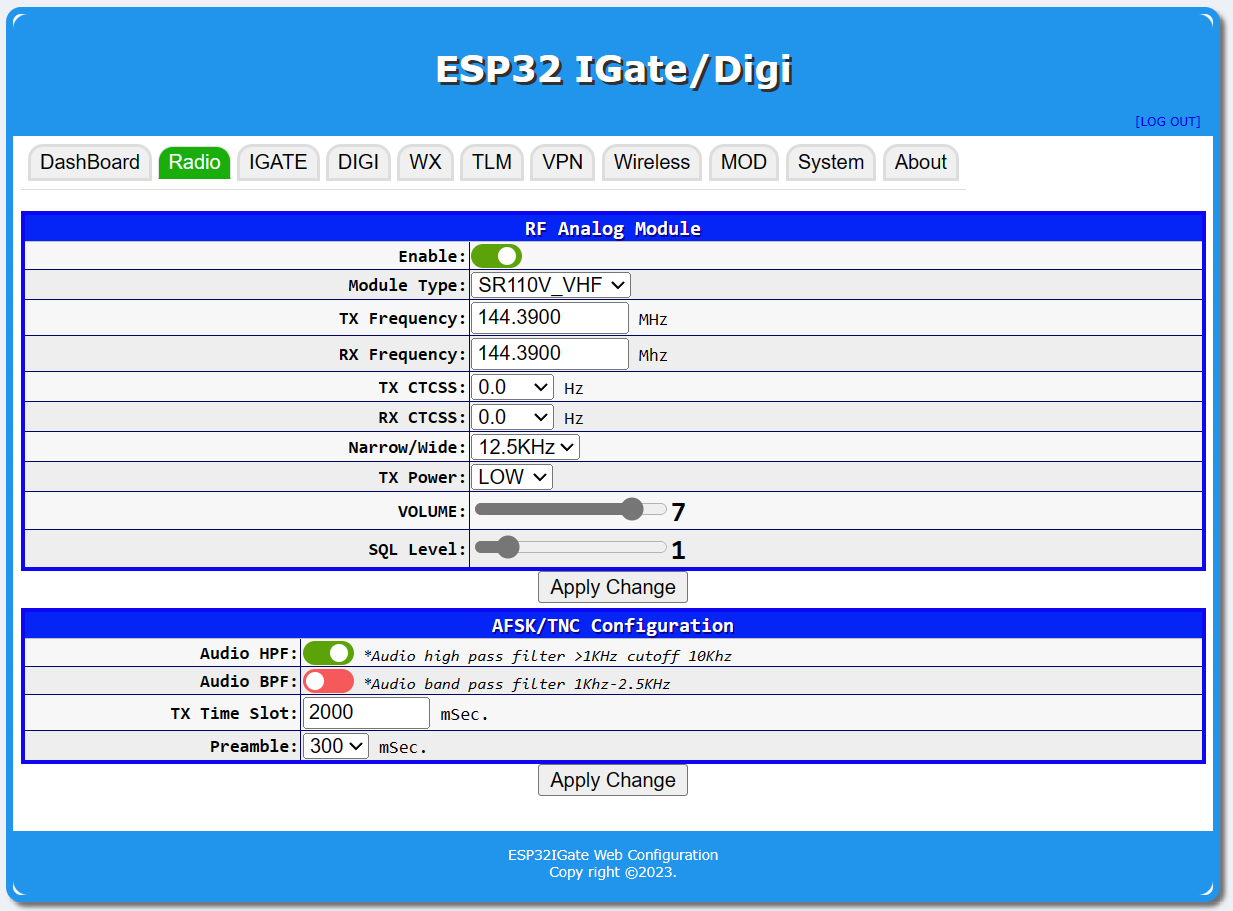 ESP32 IGate/Digi
[LOG OUT]
DashBoard Radio IGATE DIGI WX TLM VPN Wireless MOD System About
RF Analog Module
Enable:
Module Type: SR110V_VHF
TX Frequency: 144.3900 MHz
RX Frequency: 144.3900 Mhz
TX CTCSS: 0.0 Hz
RX CTCSS: 0.0 Hz
Narrow/Wide: 12.5KHz
TX Power: LOW
VOLUME: 7
SQL Level: 1
Apply Change
AFSK/TNC Configuration
Audio HPF: *Audio high pass filter >1KHz cutoff 10Khz
Audio BPF: *Audio band pass filter 1Khz-2.5KHz
TX Time Slot: 2000 mSec.
Preamble: 300 mSec.
Apply Change
ESP32IGate Web Configuration
Copy right ©2023.